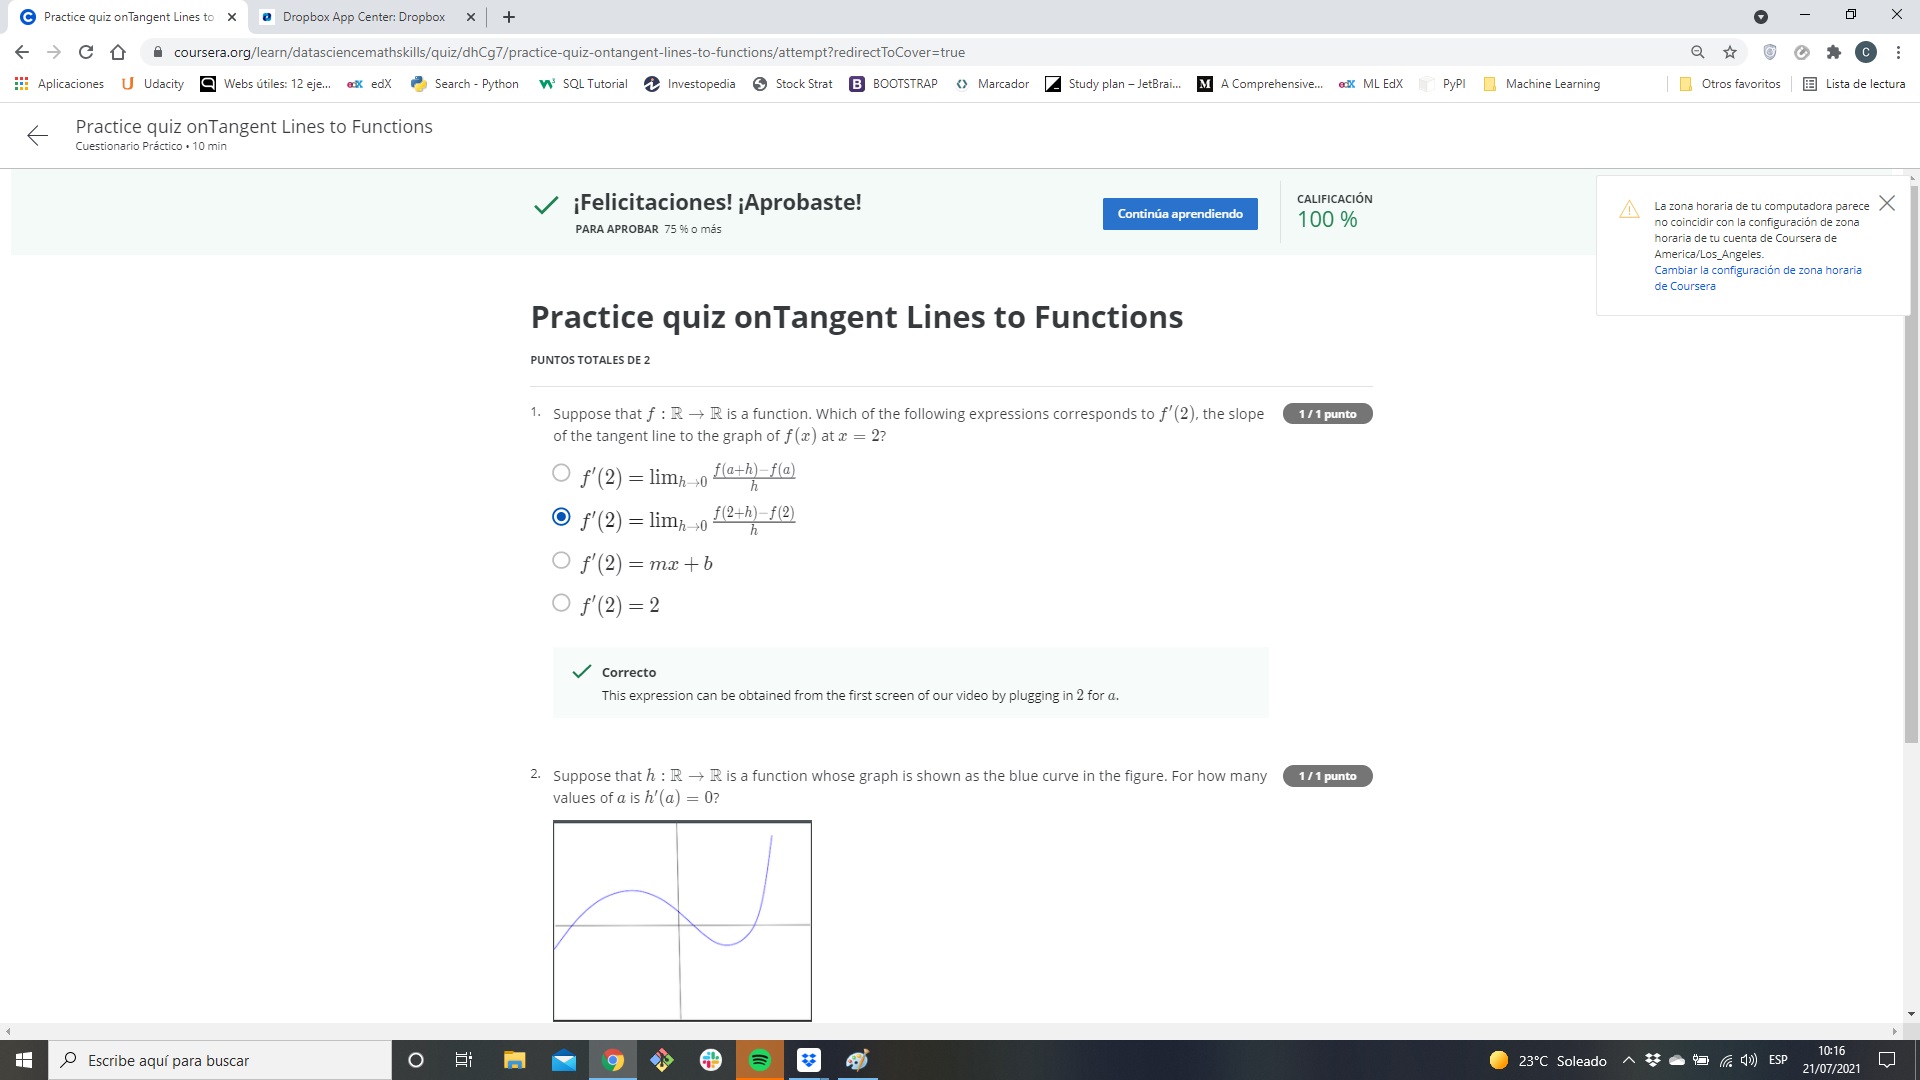 Practice quiz onTangent Lines to
Dropbox App Center: Dropbox
coursera.org/learn/datasciencemathskills/quiz/dhCg7/practice-quiz-ontangent-lines-to-functions/attempt?redirectToCover=true
C
Aplicaciones
Udacity
Webs útiles: 12 eje...
edX
Search - Python
SQL Tutorial
Investopedia
Stock Strat
BOOTSTRAP
Marcador
Study plan – JetBrai...
A Comprehensive...
ML EdX
PyPI
Machine Learning
Otros favoritos
Lista de lectura
Practice quiz onTangent Lines to Functions
Cuestionario Práctico • 10 min
¡Felicitaciones! ¡Aprobaste!
PARA APROBAR 75 % o más
Continúa aprendiendo
CALIFICACIÓN
100 %
La zona horaria de tu computadora parece
no coincidir con la configuración de zona
horaria de tu cuenta de Coursera de
America/Los_Angeles.
Cambiar la configuración de zona horaria
de Coursera
Practice quiz onTangent Lines to Functions
PUNTOS TOTALES DE 2
1. Suppose that f : ℝ → ℝ is a function. Which of the following expressions corresponds to f′(2), the slope
of the tangent line to the graph of f(x) at x = 2?
1 / 1 punto
f′(2) = lim_{h→0} \frac{f(a+h)−f(a)}{h}
f′(2) = lim_{h→0} \frac{f(2+h)−f(2)}{h}
f′(2) = mx + b
f′(2) = 2
Correcto
This expression can be obtained from the first screen of our video by plugging in 2 for a.
2. Suppose that h : ℝ → ℝ is a function whose graph is shown as the blue curve in the figure. For how many
values of a is h′(a) = 0?
1 / 1 punto
Escribe aquí para buscar
23°C Soleado
ESP
10:16
21/07/2021